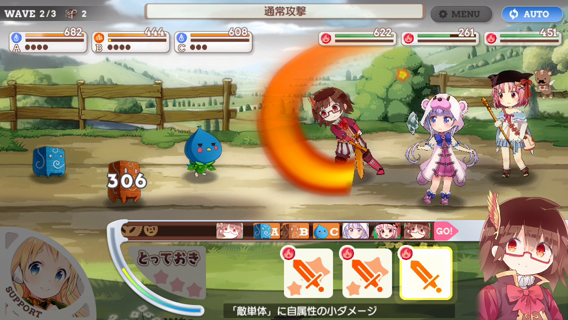 WAVE 2/3 2
通常攻撃
MENU
AUTO
682
444
608
622
261
451
A
B
C
306
A B C GO!
とっておき
SUPPORT
「敵単体」に自属性の小ダメージ